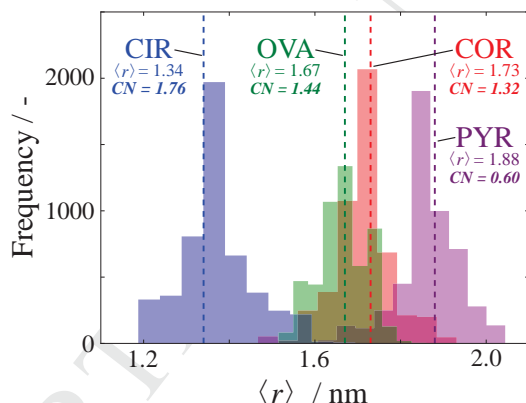 CIR
⟨r⟩ = 1.34
CN = 1.76
OVA
⟨r⟩ = 1.67
CN = 1.44
COR
⟨r⟩ = 1.73
CN = 1.32
PYR
⟨r⟩ = 1.88
CN = 0.60
Frequency / -
2000
1000
0
1.2
1.6
2.0
⟨r⟩ / nm